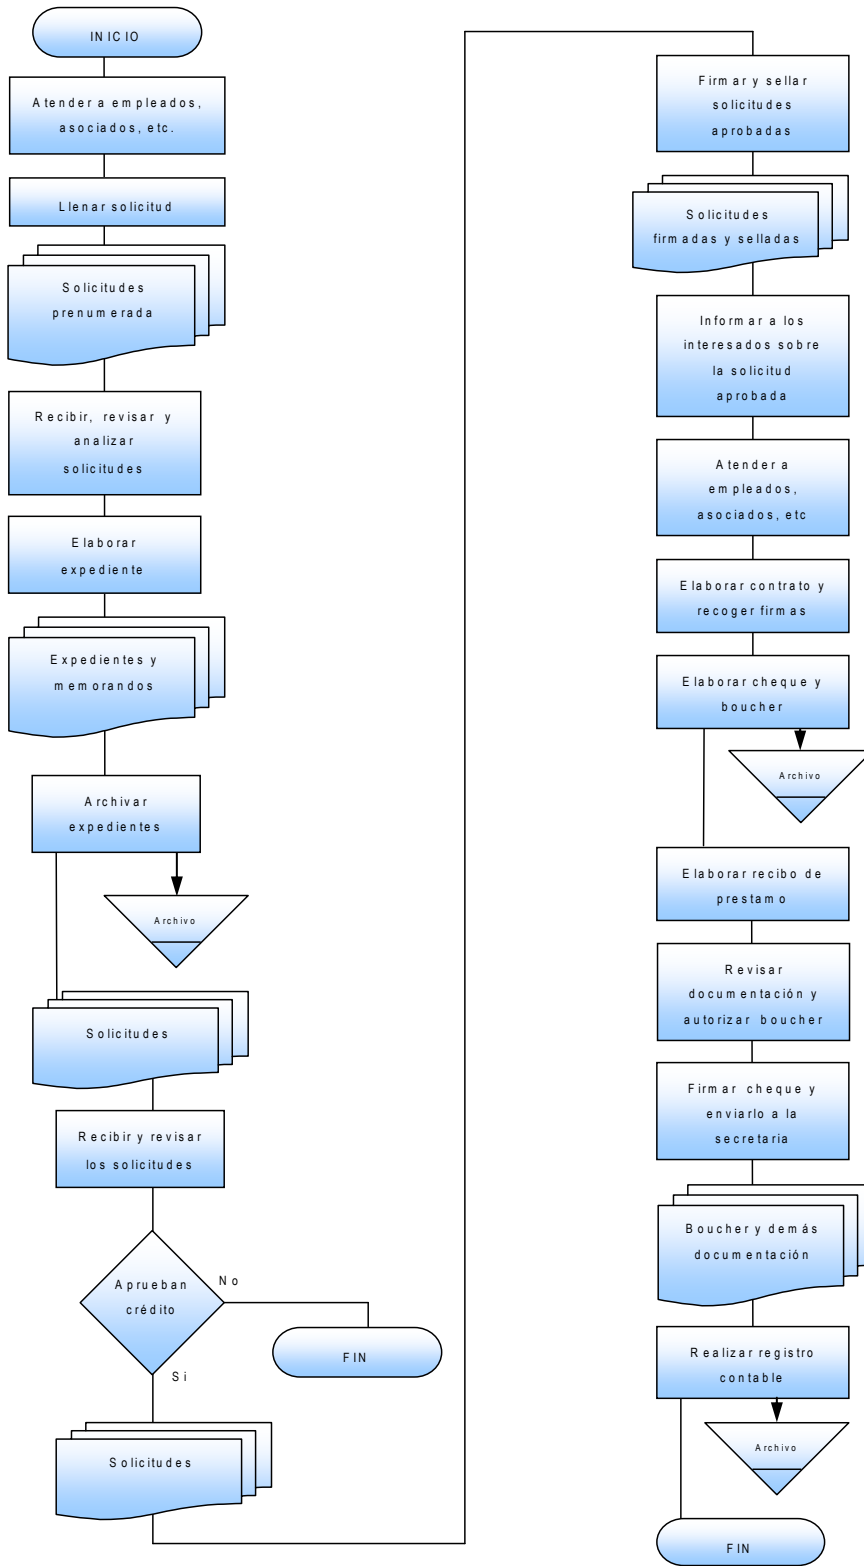 INICIO
Atender a empleados,
asociados, etc.
Llenar solicitud
Solicitudes
prenumerada
Recibir, revisar y
analizar
solicitudes
Elaborar
expediente
Expedientes y
memorandos
Archivar
expedientes
Archivo
Solicitudes
Recibir y revisar
los solicitudes
Aprueban
crédito
No
FIN
Si
Solicitudes
Firmar y sellar
solicitudes
aprobadas
Solicitudes
firmadas y selladas
Informar a los
interesados sobre
la solicitud
aprobada
Atender a
empleados,
asociados, etc
Elaborar contrato y
recoger firmas
Elaborar cheque y
boucher
Archivo
Elaborar recibo de
prestamo
Revisar
documentación y
autorizar boucher
Firmar cheque y
enviarlo a la
secretaria
Boucher y demás
documentación
Realizar registro
contable
Archivo
FIN